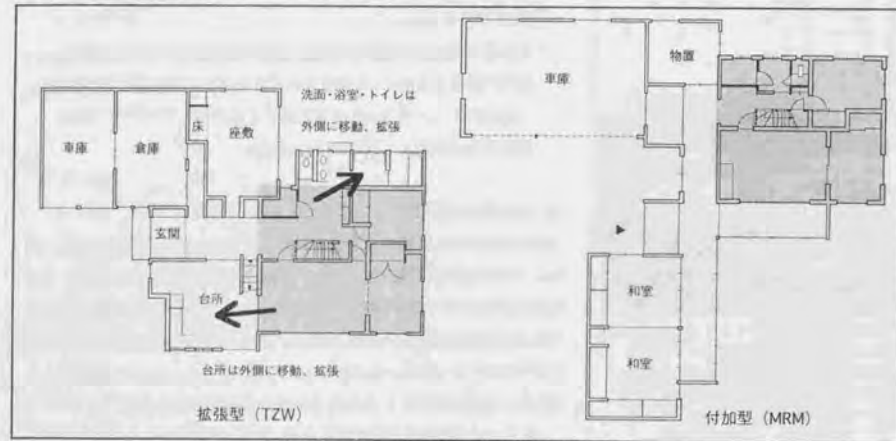 洗面・浴室・トイレは
外側に移動、拡張
車庫
倉庫
床
座敷
玄関
台所
台所は外側に移動、拡張
拡張型（TZW）
車庫
物置
和室
和室
付加型（MRM）